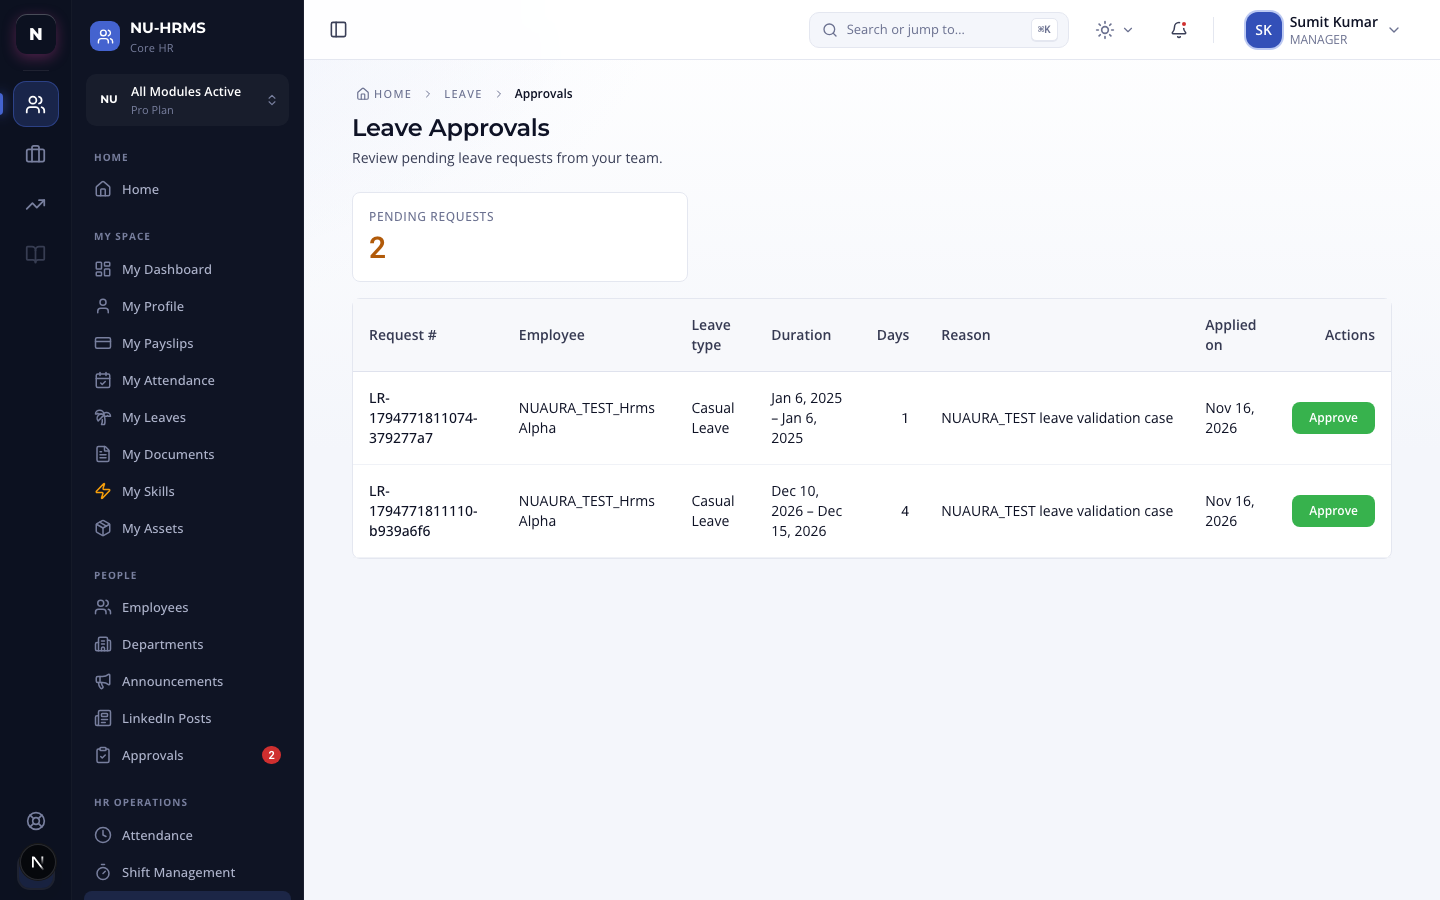 N
NU-HRMS
Core HR
NU
All Modules Active
Pro Plan
HOME
Home
MY SPACE
My Dashboard
My Profile
My Payslips
My Attendance
My Leaves
My Documents
My Skills
My Assets
PEOPLE
Employees
Departments
Announcements
LinkedIn Posts
Approvals 2
HR OPERATIONS
Attendance
Shift Management
N
Search or jump to... ⌘K
SK
Sumit Kumar
MANAGER
HOME > LEAVE > Approvals
Leave Approvals
Review pending leave requests from your team.
PENDING REQUESTS
2
Request # Employee Leave type Duration Days Reason Applied on Actions
LR-1794771811074-379277a7 NUAURA_TEST_Hrms Alpha Casual Leave Jan 6, 2025 – Jan 6, 2025 1 NUAURA_TEST leave validation case Nov 16, 2026 Approve
LR-1794771811110-b939a6f6 NUAURA_TEST_Hrms Alpha Casual Leave Dec 10, 2026 – Dec 15, 2026 4 NUAURA_TEST leave validation case Nov 16, 2026 Approve